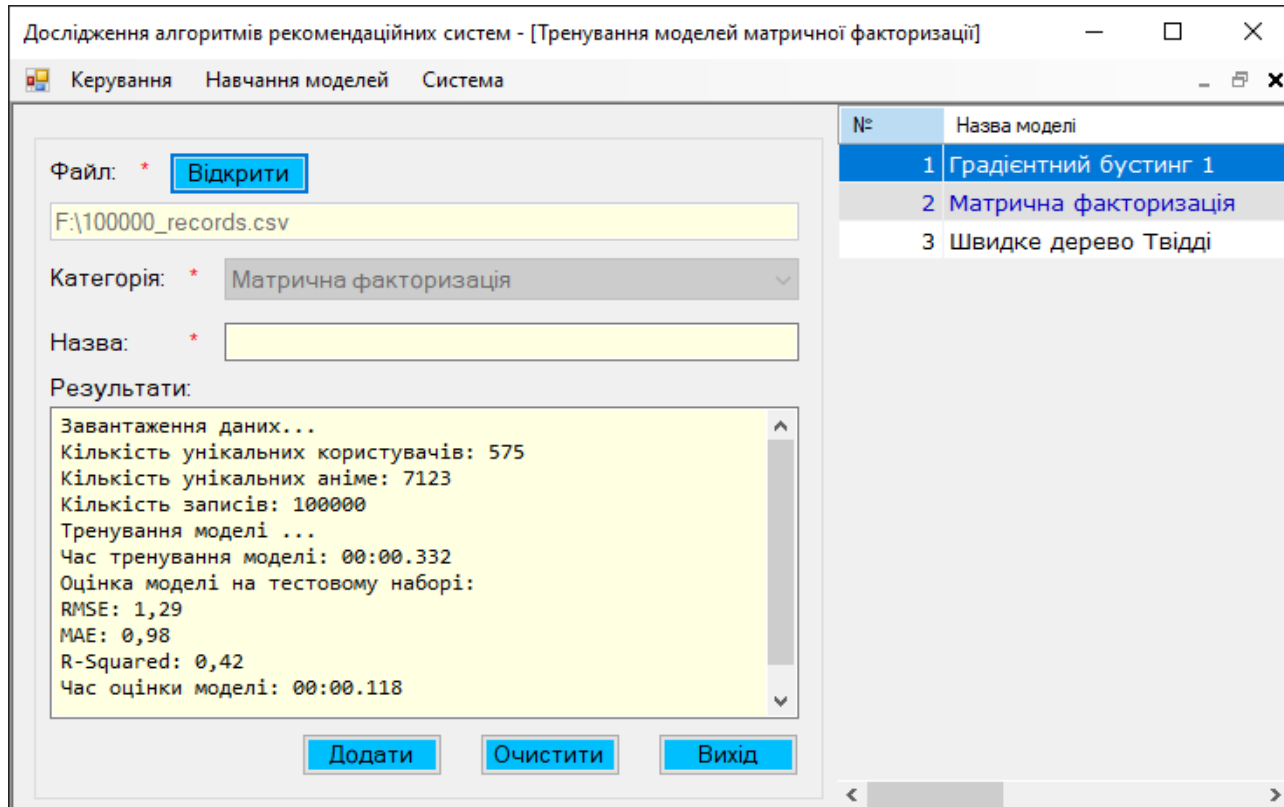 Дослідження алгоритмів рекомендаційних систем - [Тренування моделей матричної факторизації]
Керування Навчання моделей Система
Файл: * Відкрити
F:\100000_records.csv
Категорія: * Матрична факторизація
Назва: *
Результати:
Завантаження даних...
Кількість унікальних користувачів: 575
Кількість унікальних аніме: 7123
Кількість записів: 100000
Тренування моделі ...
Час тренування моделі: 00:00.332
Оцінка моделі на тестовому наборі:
RMSE: 1,29
MAE: 0,98
R-Squared: 0,42
Час оцінки моделі: 00:00.118
Додати Очистити Вихід
№ Назва моделі
1 Градієнтний бустинг 1
2 Матрична факторизація
3 Швидке дерево Твідді